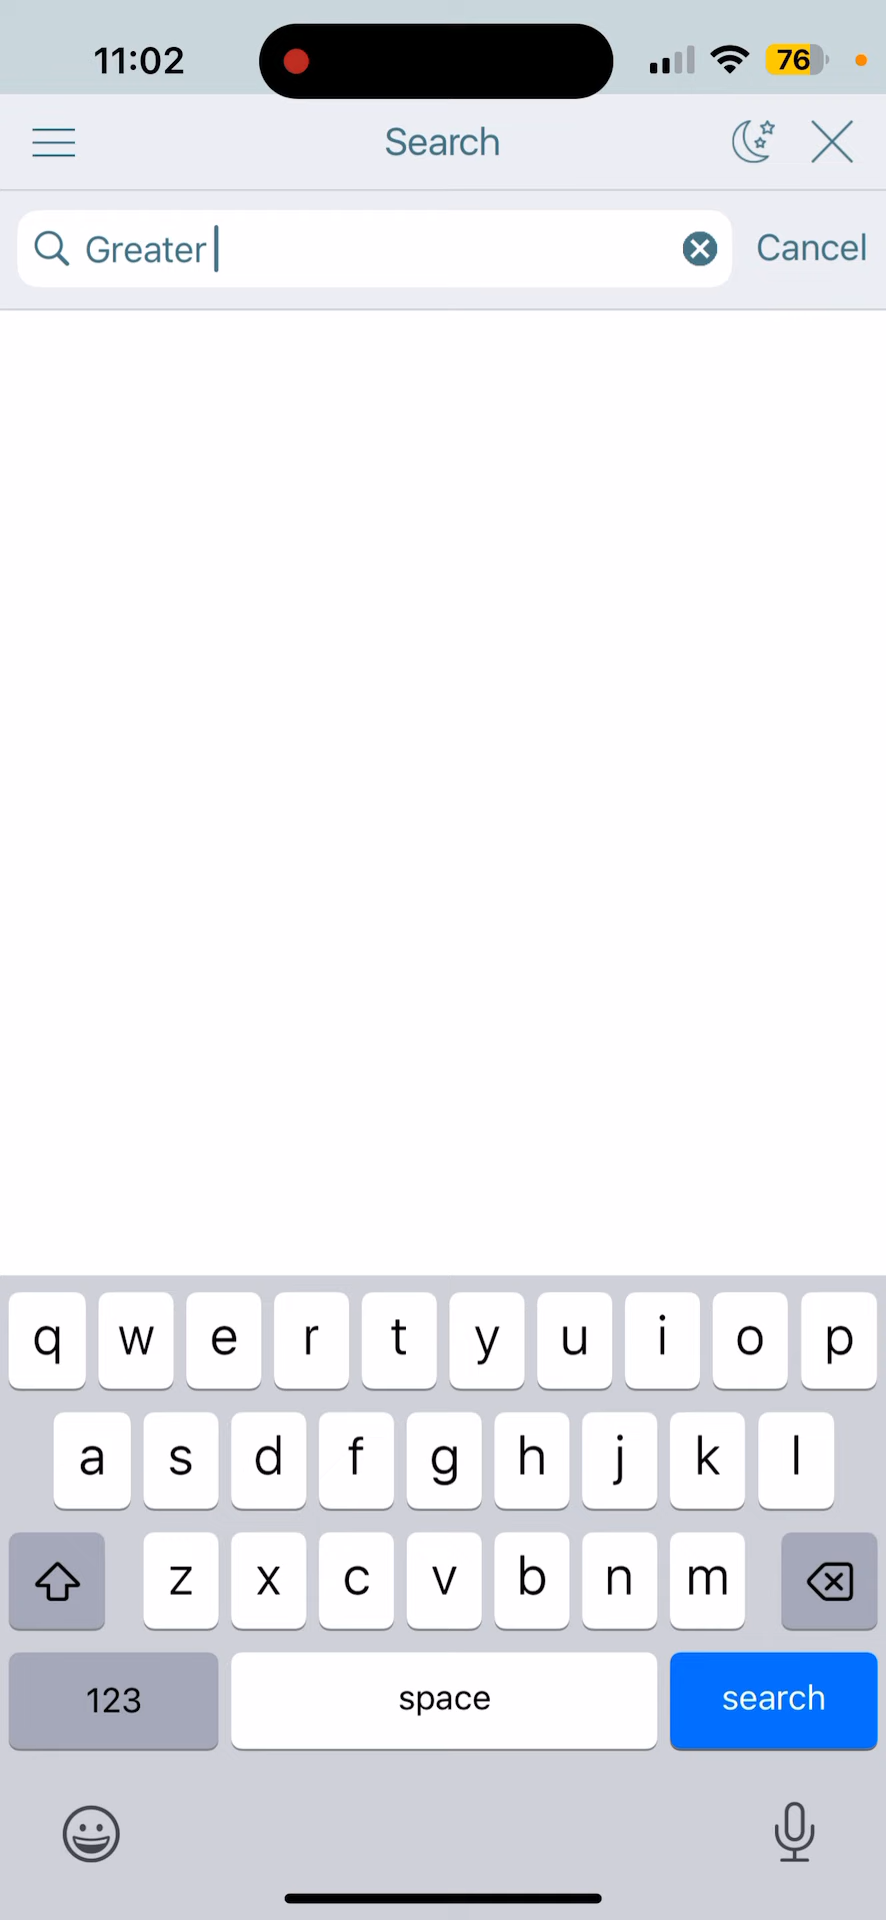 11:02
76
Search
Greater
Cancel
q w e r t y u i o p
a s d f g h j k l
z x c v b n m
123 space search